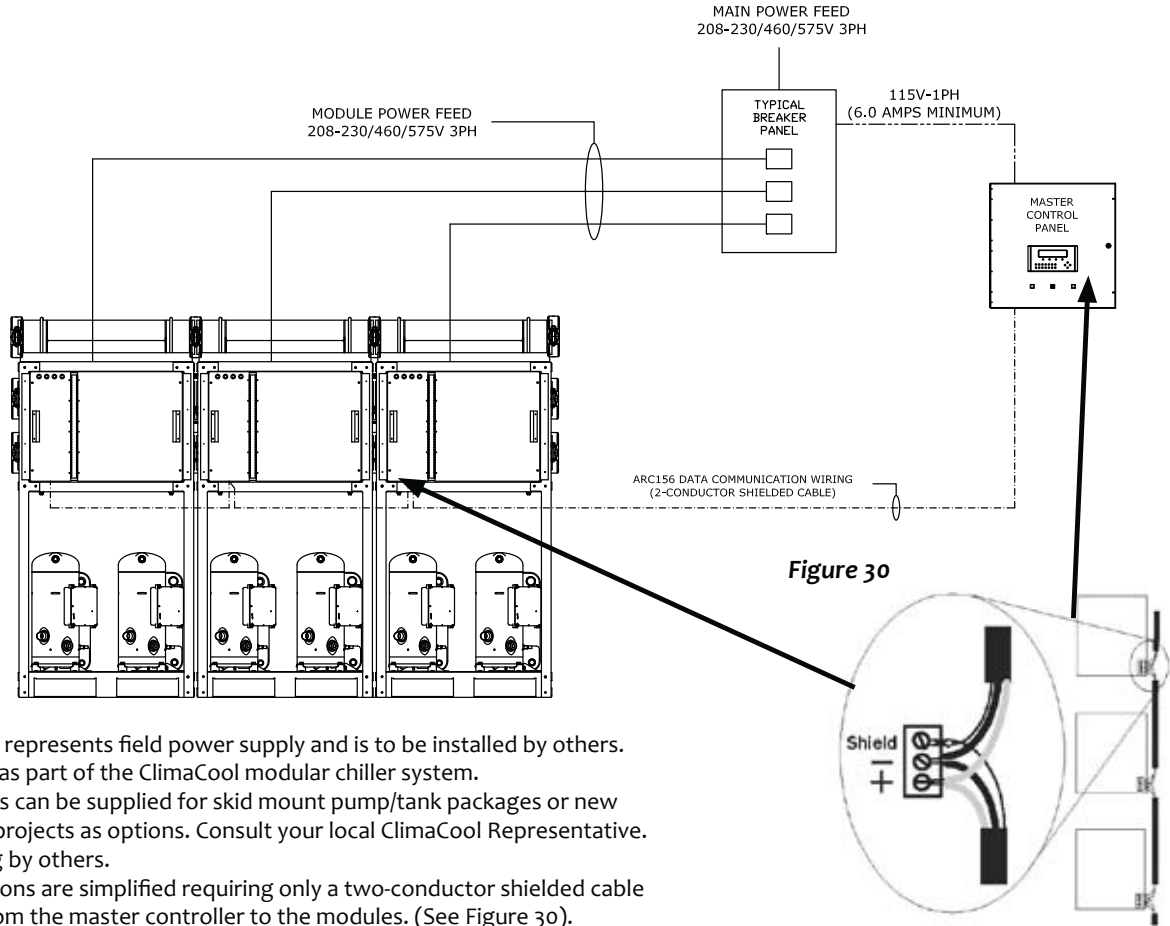 MAIN POWER FEED
208-230/460/575V 3PH
MODULE POWER FEED
208-230/460/575V 3PH
TYPICAL
BREAKER
PANEL
115V-1PH
(6.0 AMPS MINIMUM)
MASTER
CONTROL
PANEL
ARC156 DATA COMMUNICATION WIRING
(2-CONDUCTOR SHIELDED CABLE)
Figure 30
Shield
−
+
represents field power supply and is to be installed by others.
as part of the ClimaCool modular chiller system.
s can be supplied for skid mount pump/tank packages or new
projects as options. Consult your local ClimaCool Representative.
g by others.
ons are simplified requiring only a two-conductor shielded cable
om the master controller to the modules. (See Figure 30).